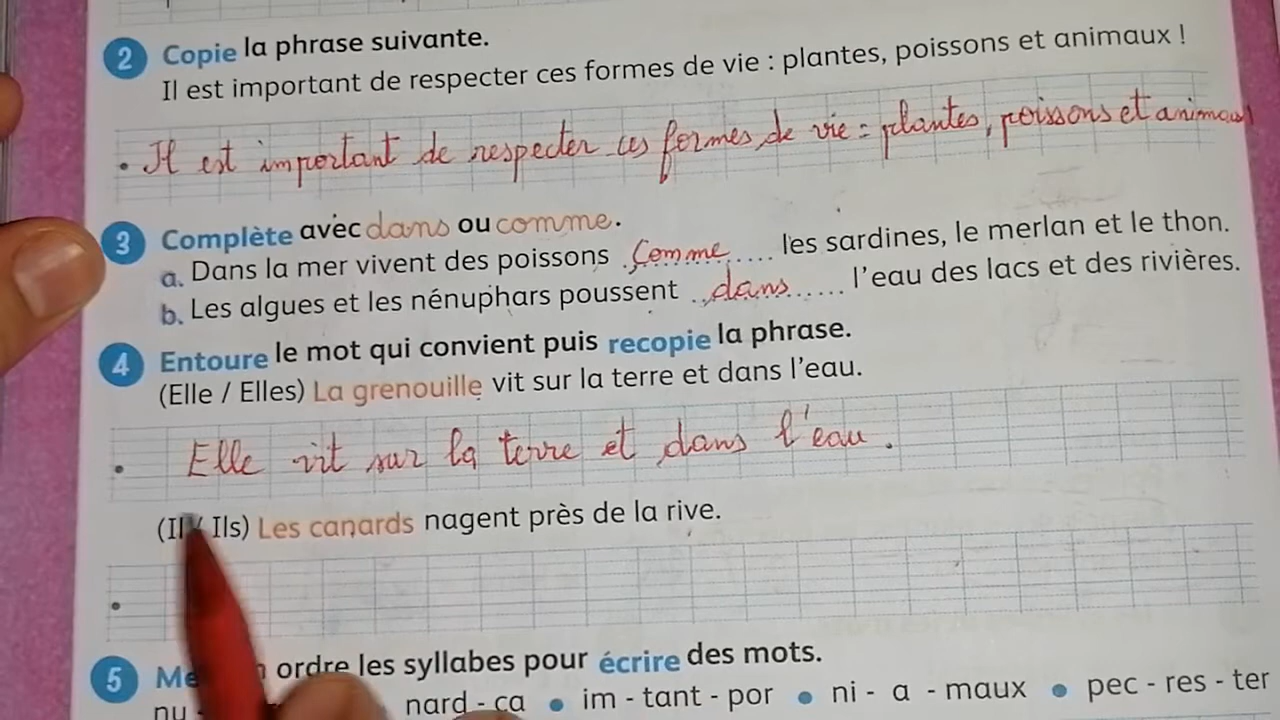 2 Copie la phrase suivante.
Il est important de respecter ces formes de vie : plantes, poissons et animaux !
• Il est important de respecter ces formes de vie : plantes, poissons et animaux
3 Complète avec dans ou comme.
a. Dans la mer vivent des poissons comme les sardines, le merlan et le thon.
b. Les algues et les nénuphars poussent dans l'eau des lacs et des rivières.
4 Entoure le mot qui convient puis recopie la phrase.
(Elle / Elles) La grenouille vit sur la terre et dans l'eau.
• Elle vit sur la terre et dans l'eau.
(Il / Ils) Les canards nagent près de la rive.
•
5 ordre les syllabes pour écrire des mots.
nard - ca • im - tant - por • ni - a - maux • pec - res - ter